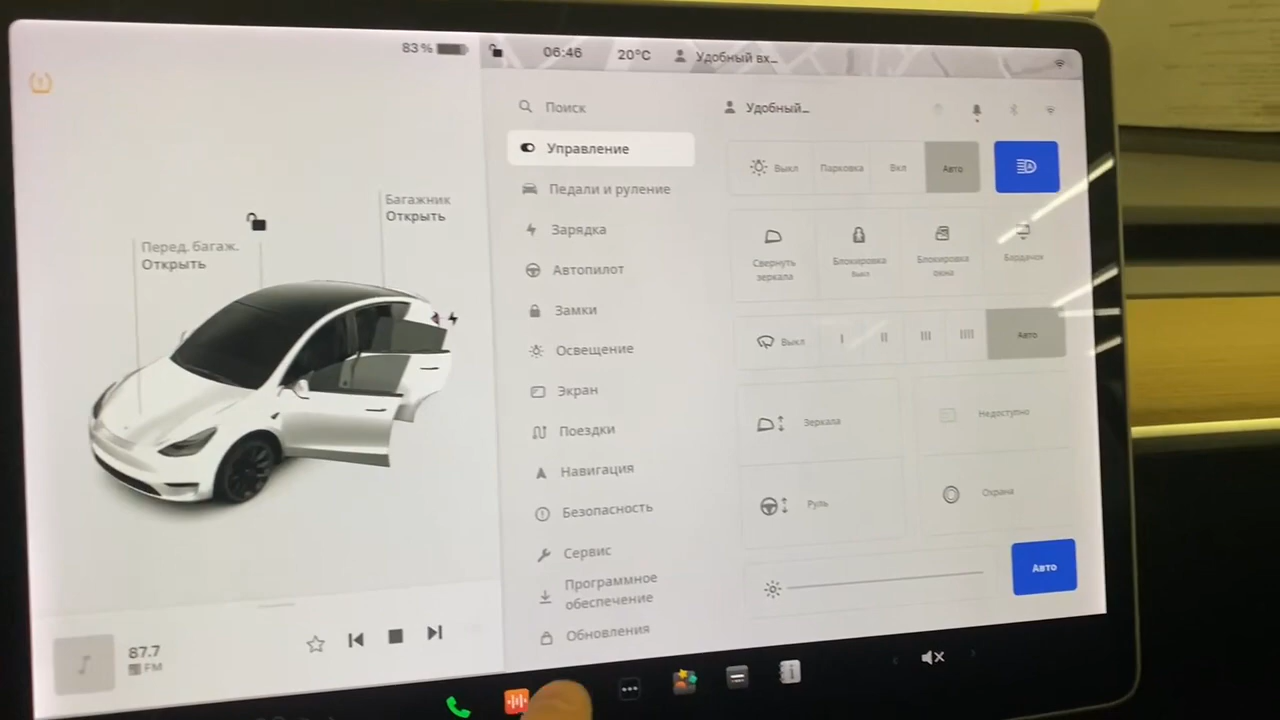 83 %
06:46
20°C
Удобный вх...
Перед. багаж.
Открыть
Багажник
Открыть
87.7
FM
Поиск
Управление
Педали и руление
Зарядка
Автопилот
Замки
Освещение
Экран
Поездки
Навигация
Безопасность
Сервис
Программное
обеспечение
Обновления
Удобный...
Выкл
Парковка
Вкл
Авто
Свернуть
зеркала
Блокировка
выкл
Блокировка
окна
Бардачок
Выкл
I
II
III
IIII
Авто
Зеркала
Недоступно
Руль
Охрана
Авто